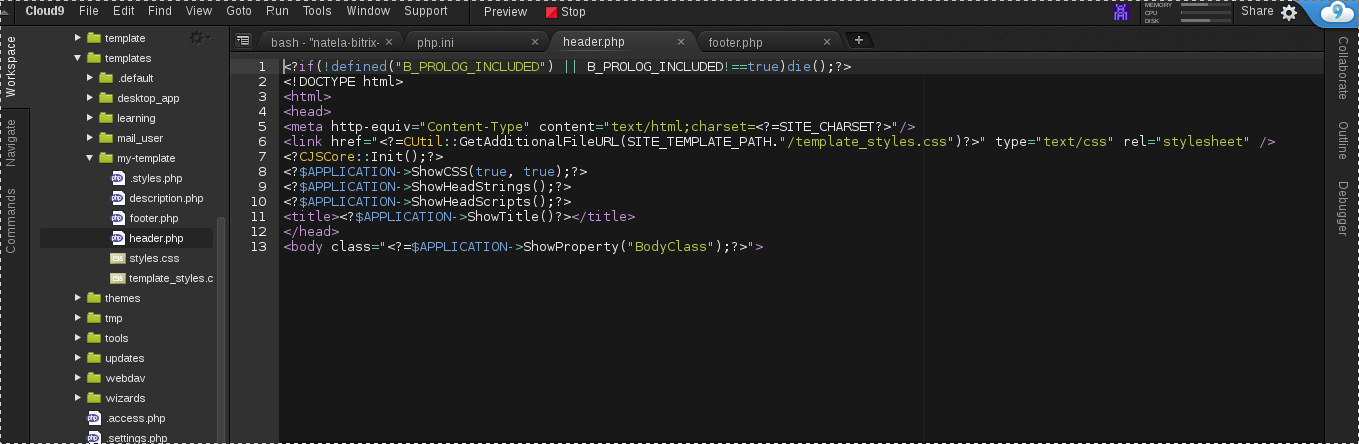 Cloud9 File Edit Find View Goto Run Tools Window Support Preview Stop MEMORY CPU DISK Share 9
Workspace
Navigate
Commands
template
templates
.default
desktop_app
learning
mail_user
my-template
.styles.php
description.php
footer.php
header.php
styles.css
template_styles.c
themes
tmp
tools
updates
webdav
wizards
.access.php
.settings.php
bash - "natela-bitrix- × php.ini × header.php × footer.php × +
1 <?if(!defined("B_PROLOG_INCLUDED") || B_PROLOG_INCLUDED!==true)die();?>
2 <!DOCTYPE html>
3 <html>
4 <head>
5 <meta http-equiv="Content-Type" content="text/html;charset=<?=SITE_CHARSET?>"/>
6 <link href="<?=CUtil::GetAdditionalFileURL(SITE_TEMPLATE_PATH."/template_styles.css")?>" type="text/css" rel="stylesheet" />
7 <?CJSCore::Init();?>
8 <?$APPLICATION->ShowCSS(true, true);?>
9 <?$APPLICATION->ShowHeadStrings();?>
10 <?$APPLICATION->ShowHeadScripts();?>
11 <title><?$APPLICATION->ShowTitle()?></title>
12 </head>
13 <body class="<?=$APPLICATION->ShowProperty("BodyClass");?>">
Collaborate
Outline
Debugger